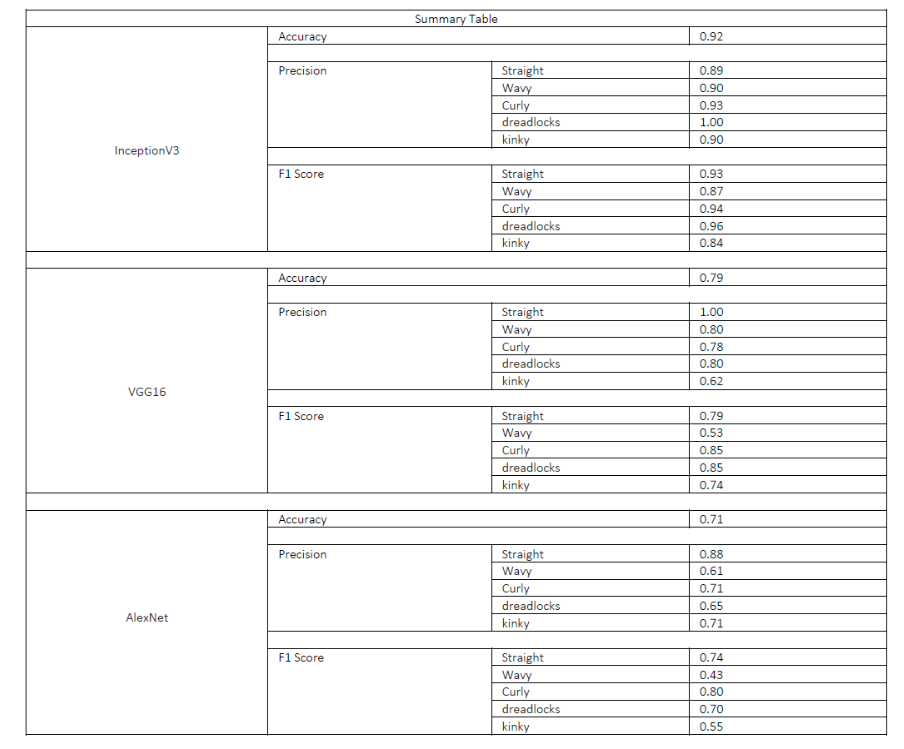 Summary Table
Accuracy 0.92
Precision Straight 0.89
Wavy 0.90
Curly 0.93
dreadlocks 1.00
kinky 0.90
InceptionV3
F1 Score Straight 0.93
Wavy 0.87
Curly 0.94
dreadlocks 0.96
kinky 0.84
Accuracy 0.79
Precision Straight 1.00
Wavy 0.80
Curly 0.78
dreadlocks 0.80
kinky 0.62
VGG16
F1 Score Straight 0.79
Wavy 0.53
Curly 0.85
dreadlocks 0.85
kinky 0.74
Accuracy 0.71
Precision Straight 0.88
Wavy 0.61
Curly 0.71
dreadlocks 0.65
AlexNet
kinky 0.71
F1 Score Straight 0.74
Wavy 0.43
Curly 0.80
dreadlocks 0.70
kinky 0.55